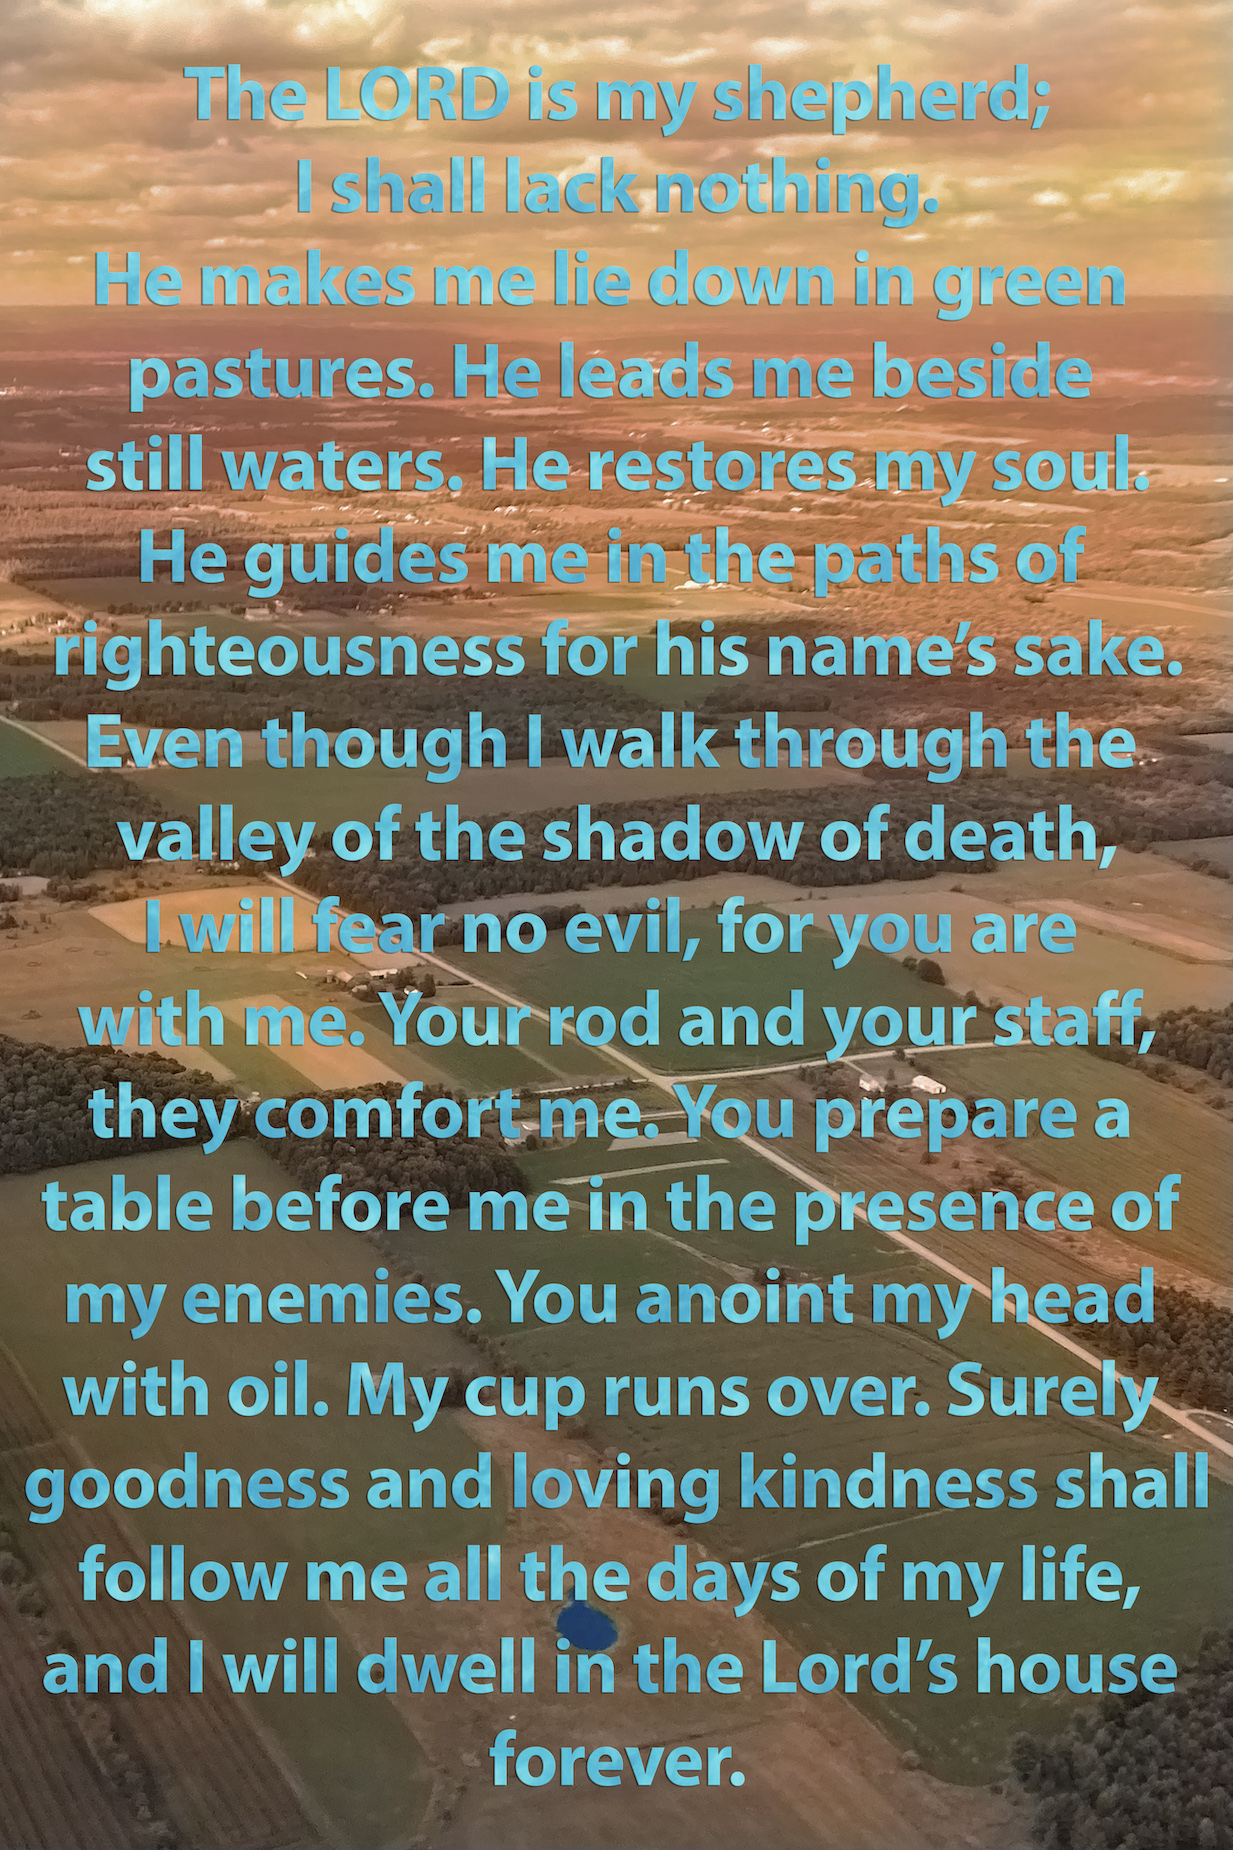 The LORD is my shepherd;
I shall lack nothing.
He makes me lie down in green
pastures. He leads me beside
still waters. He restores my soul.
He guides me in the paths of
righteousness for his name’s sake.
Even though I walk through the
valley of the shadow of death,
I will fear no evil, for you are
with me. Your rod and your staff,
they comfort me. You prepare a
table before me in the presence of
my enemies. You anoint my head
with oil. My cup runs over. Surely
goodness and loving kindness shall
follow me all the days of my life,
and I will dwell in the Lord’s house
forever.